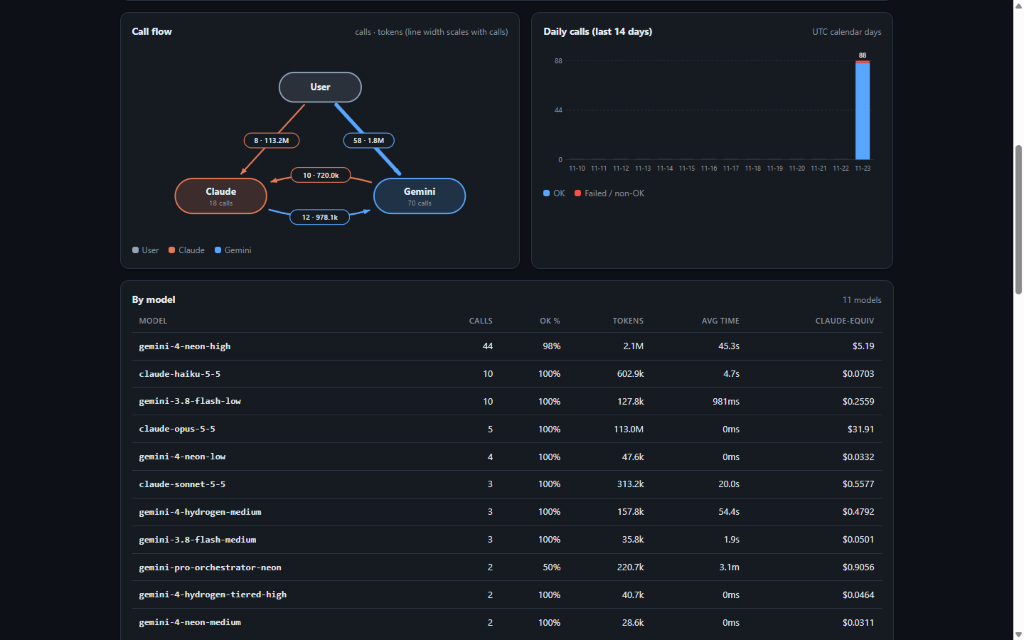 Call flow
calls · tokens (line width scales with calls)
User
8 · 113.2M
58 · 1.8M
10 · 720.0k
Claude
18 calls
Gemini
70 calls
12 · 978.1k
User Claude Gemini
Daily calls (last 14 days)
UTC calendar days
88
88
44
0
11-10 11-11 11-12 11-13 11-14 11-15 11-16 11-17 11-18 11-19 11-20 11-21 11-22 11-23
OK Failed / non-OK
By model
11 models
MODEL CALLS OK % TOKENS AVG TIME CLAUDE-EQUIV
gemini-4-neon-high 44 98% 2.1M 45.3s $5.19
claude-haiku-5-5 10 100% 602.9k 4.7s $0.0703
gemini-3.8-flash-low 10 100% 127.8k 981ms $0.2559
claude-opus-5-5 5 100% 113.0M 0ms $31.91
gemini-4-neon-low 4 100% 47.6k 0ms $0.0332
claude-sonnet-5-5 3 100% 313.2k 20.0s $0.5577
gemini-4-hydrogen-medium 3 100% 157.8k 54.4s $0.4792
gemini-3.8-flash-medium 3 100% 35.8k 1.9s $0.0501
gemini-pro-orchestrator-neon 2 50% 220.7k 3.1m $0.9056
gemini-4-hydrogen-tiered-high 2 100% 40.7k 0ms $0.0464
gemini-4-neon-medium 2 100% 28.6k 0ms $0.0311